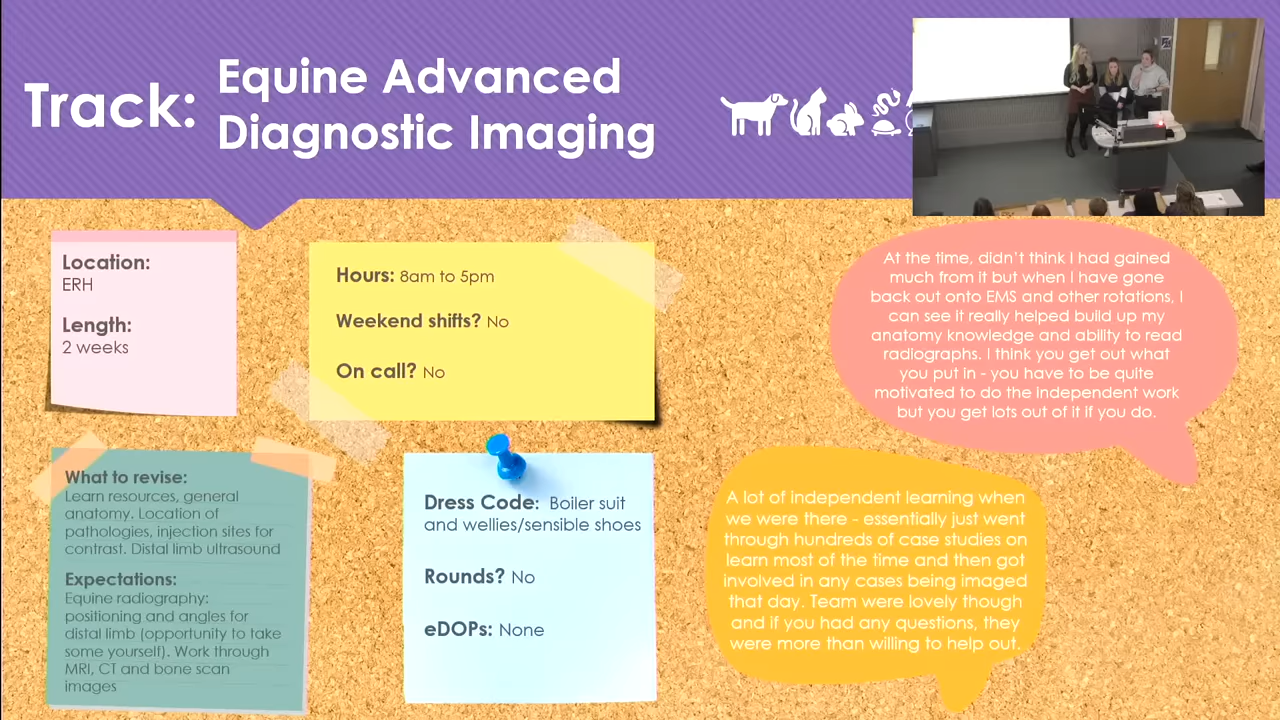 Track:
Equine Advanced
Diagnostic Imaging
Location:
ERH
Length:
2 weeks
Hours: 8am to 5pm
Weekend shifts? No
On call? No
At the time, didn't think I had gained
much from it but when I have gone
back out onto EMS and other rotations, I
can see it really helped build up my
anatomy knowledge and ability to read
radiographs. I think you get out what
you put in - you have to be quite
motivated to do the independent work
but you get lots out of it if you do.
What to revise:
Learn resources, general
anatomy. Location of
pathologies, injection sites for
contrast. Distal limb ultrasound
Expectations:
Equine radiography:
positioning and angles for
distal limb (opportunity to take
some yourself). Work through
MRI, CT and bone scan
images
Dress Code: Boiler suit
and wellies/sensible shoes
Rounds? No
eDOPs: None
A lot of independent learning when
we were there - essentially just went
through hundreds of case studies on
learn most of the time and then got
involved in any cases being imaged
that day. Team were lovely though
and if you had any questions, they
were more than willing to help out.